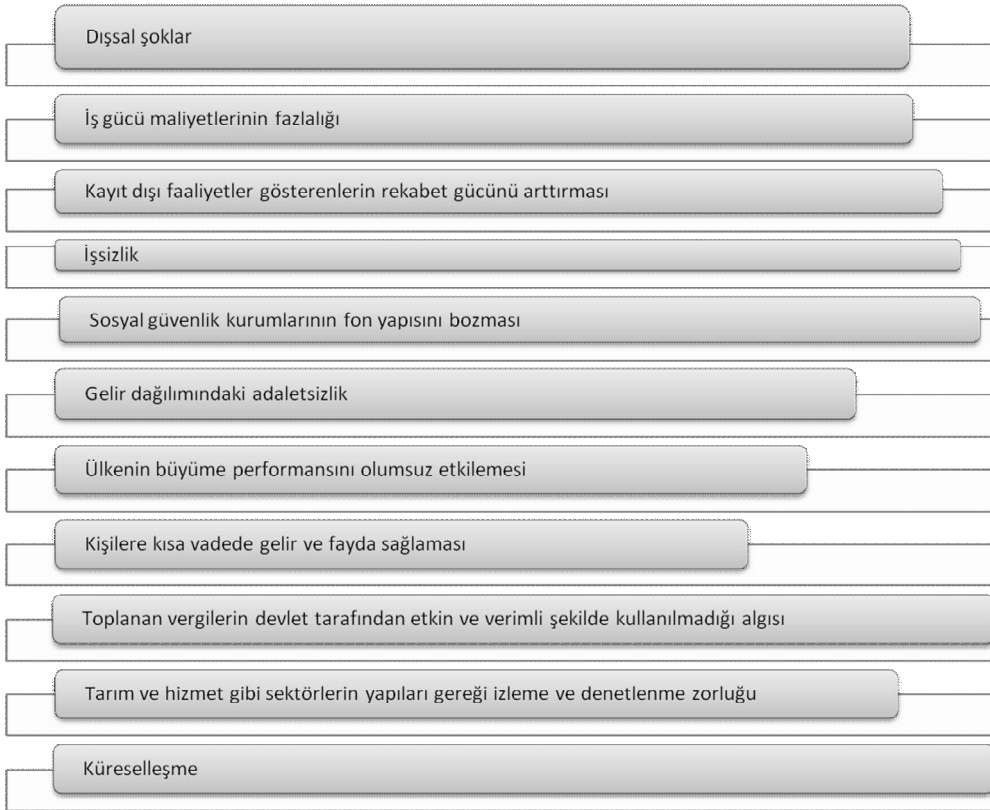 Dışsal şoklar
İş gücü maliyetlerinin fazlalığı
Kayıt dışı faaliyetler gösterenlerin rekabet gücünü arttırması
İşsizlik
Sosyal güvenlik kurumlarının fon yapısını bozması
Gelir dağılımındaki adaletsizlik
Ülkenin büyüme performansını olumsuz etkilemesi
Kişilere kısa vadede gelir ve fayda sağlaması
Toplanan vergilerin devlet tarafından etkin ve verimli şekilde kullanılmadığı algısı
Tarım ve hizmet gibi sektörlerin yapıları gereği izleme ve denetlenme zorluğu
Küreselleşme